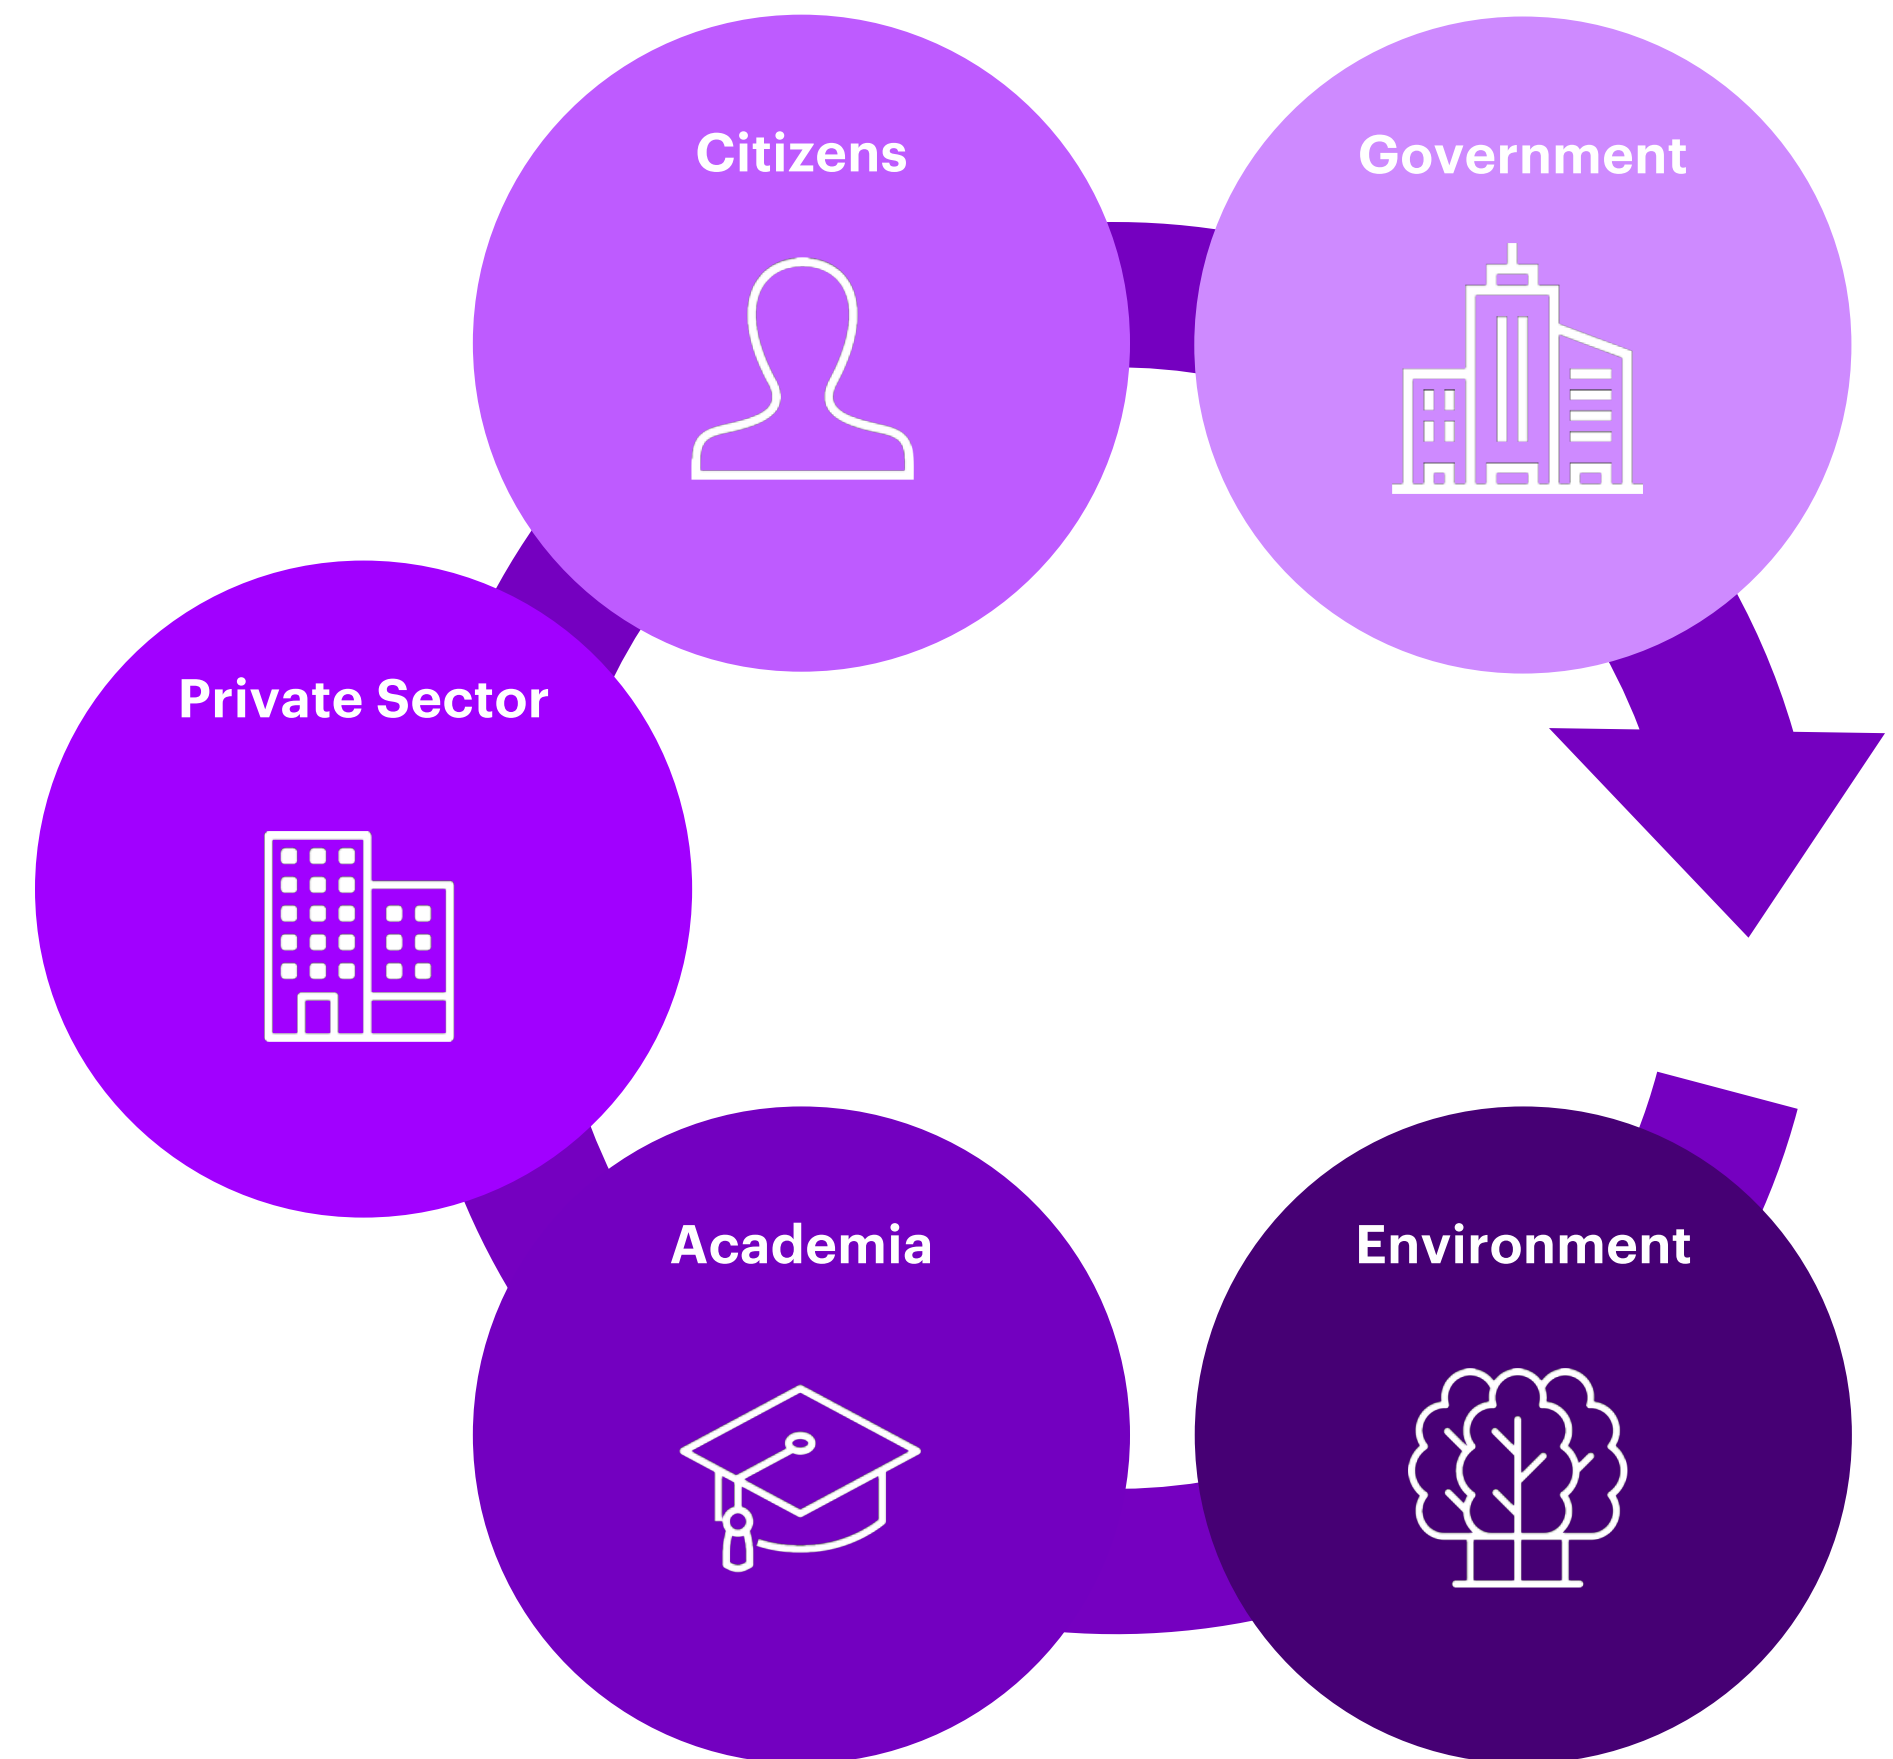 Citizens
Government
Private Sector
Academia
Environment